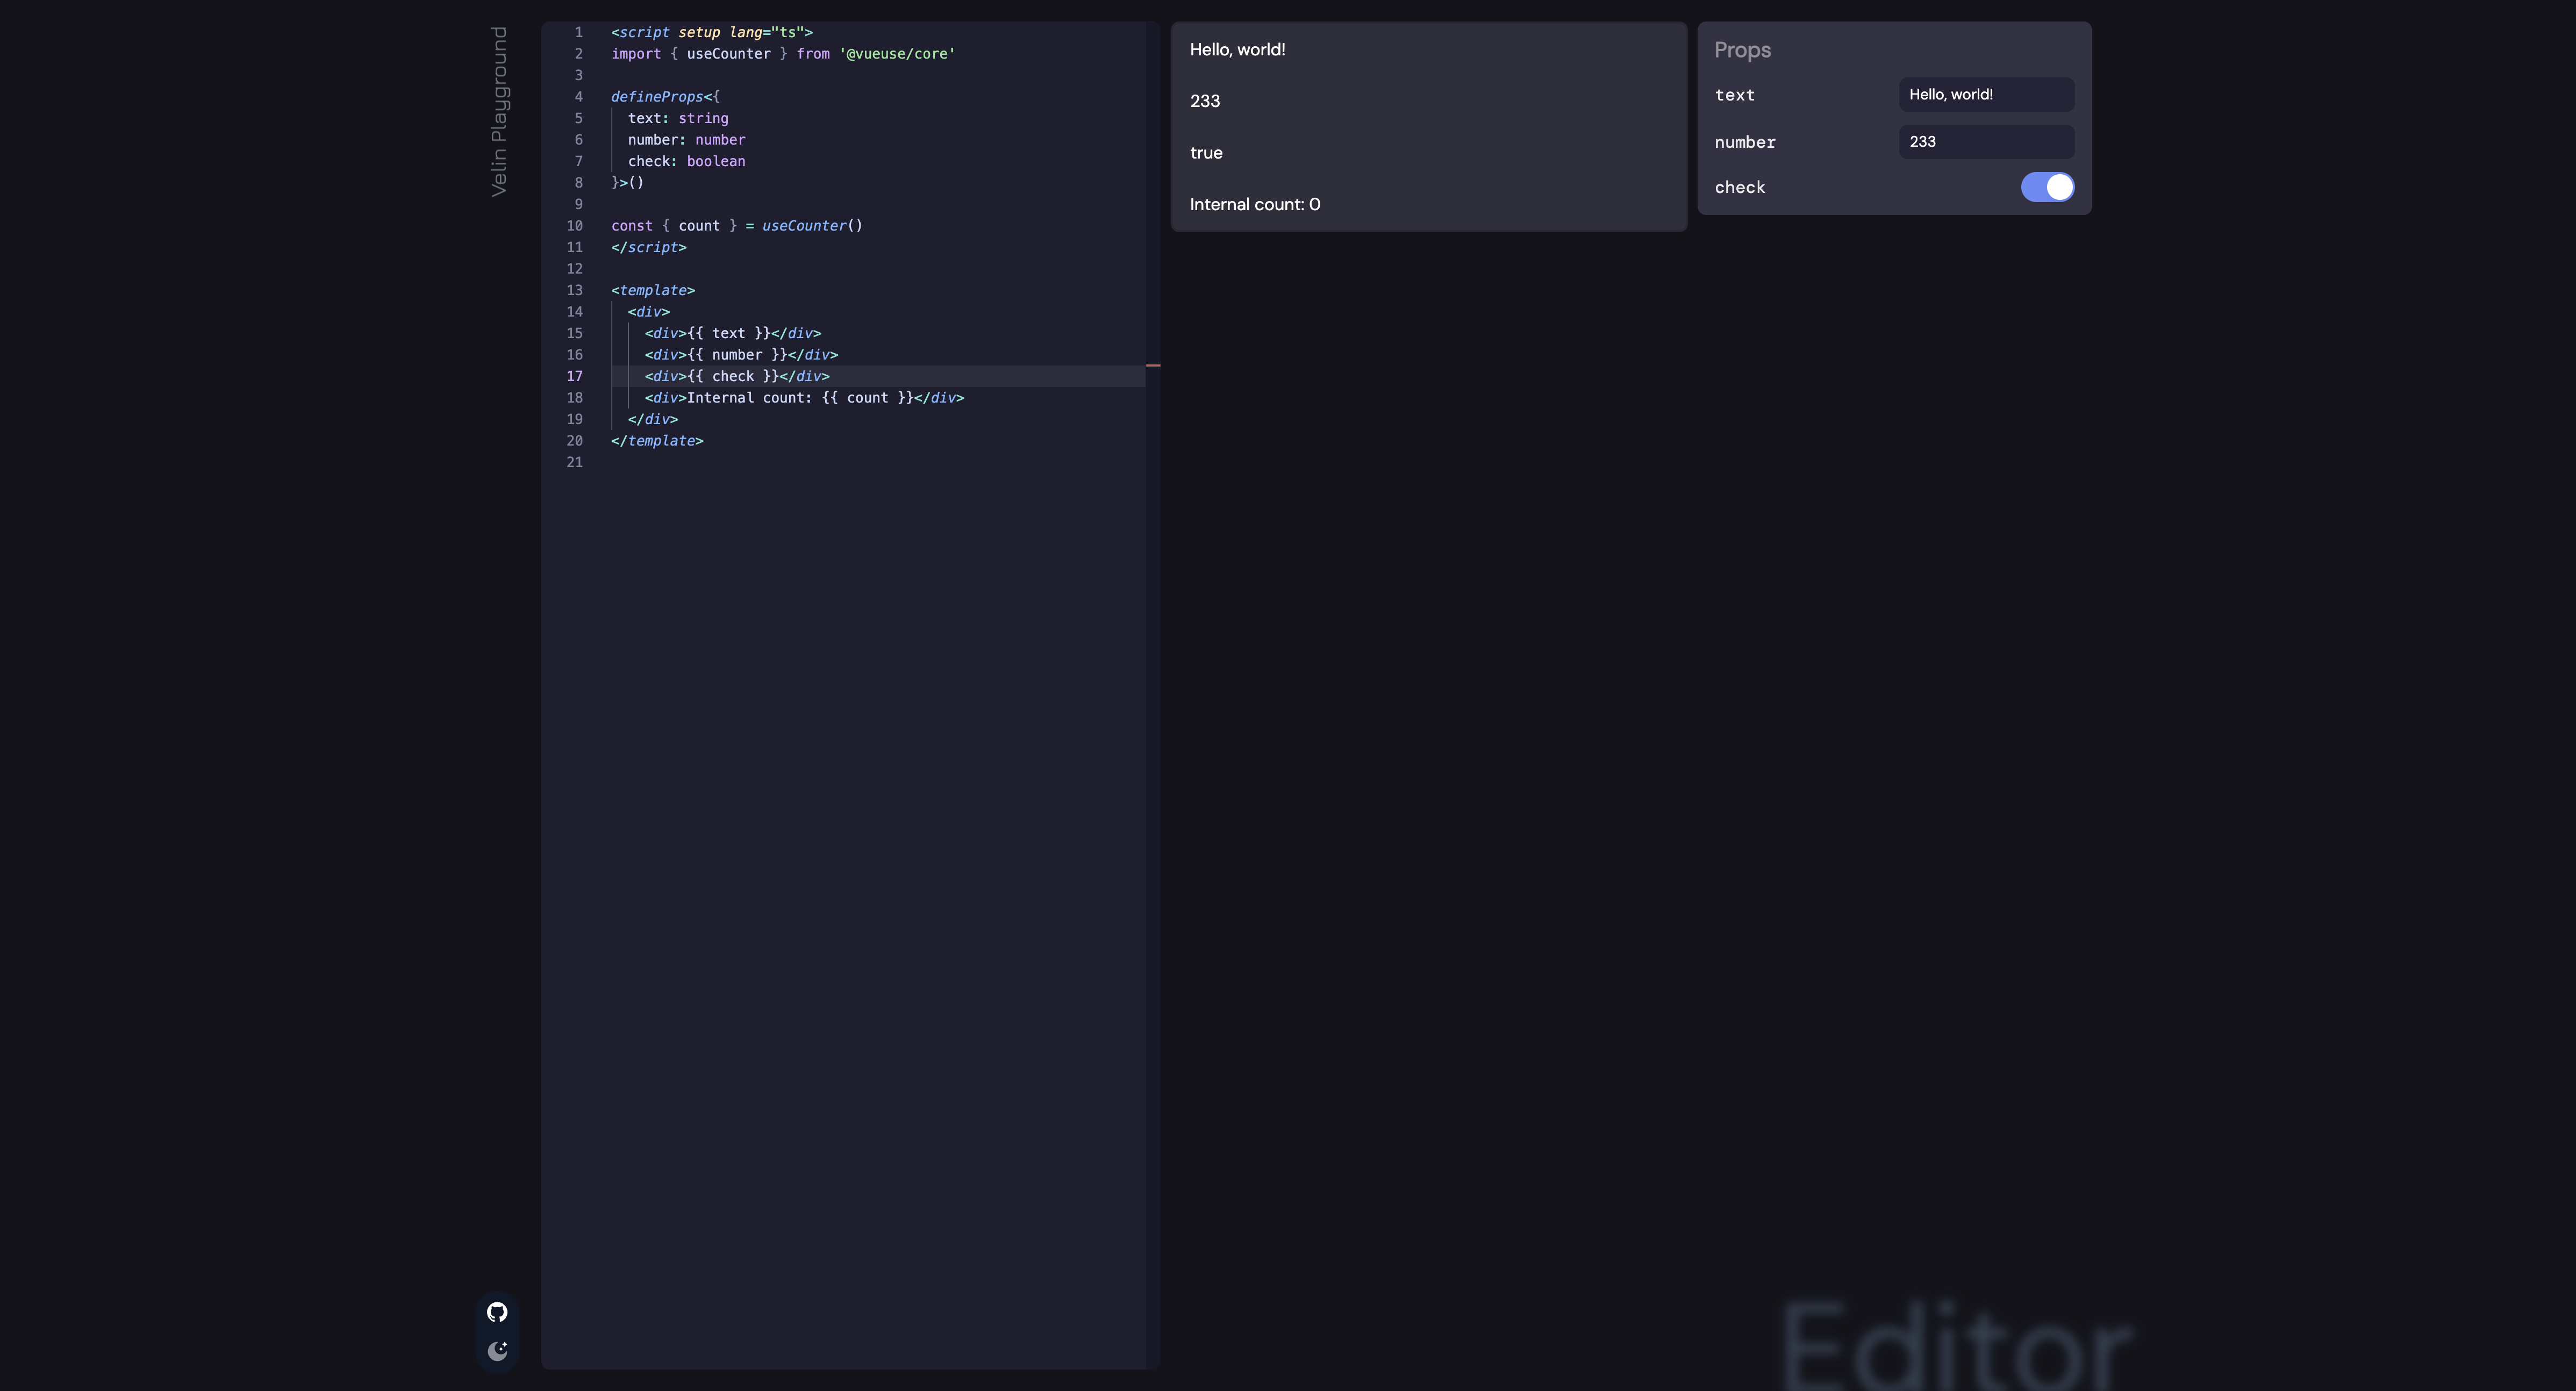 Velin Playground
1 <script setup lang="ts">
2 import { useCounter } from '@vueuse/core'
3
4 defineProps<{
5   text: string
6   number: number
7   check: boolean
8 }>()
9
10 const { count } = useCounter()
11 </script>
12
13 <template>
14   <div>
15     <div>{{ text }}</div>
16     <div>{{ number }}</div>
17     <div>{{ check }}</div>
18     <div>Internal count: {{ count }}</div>
19   </div>
20 </template>
21
Hello, world!
233
true
Internal count: 0
Props
text Hello, world!
number 233
check
Editor